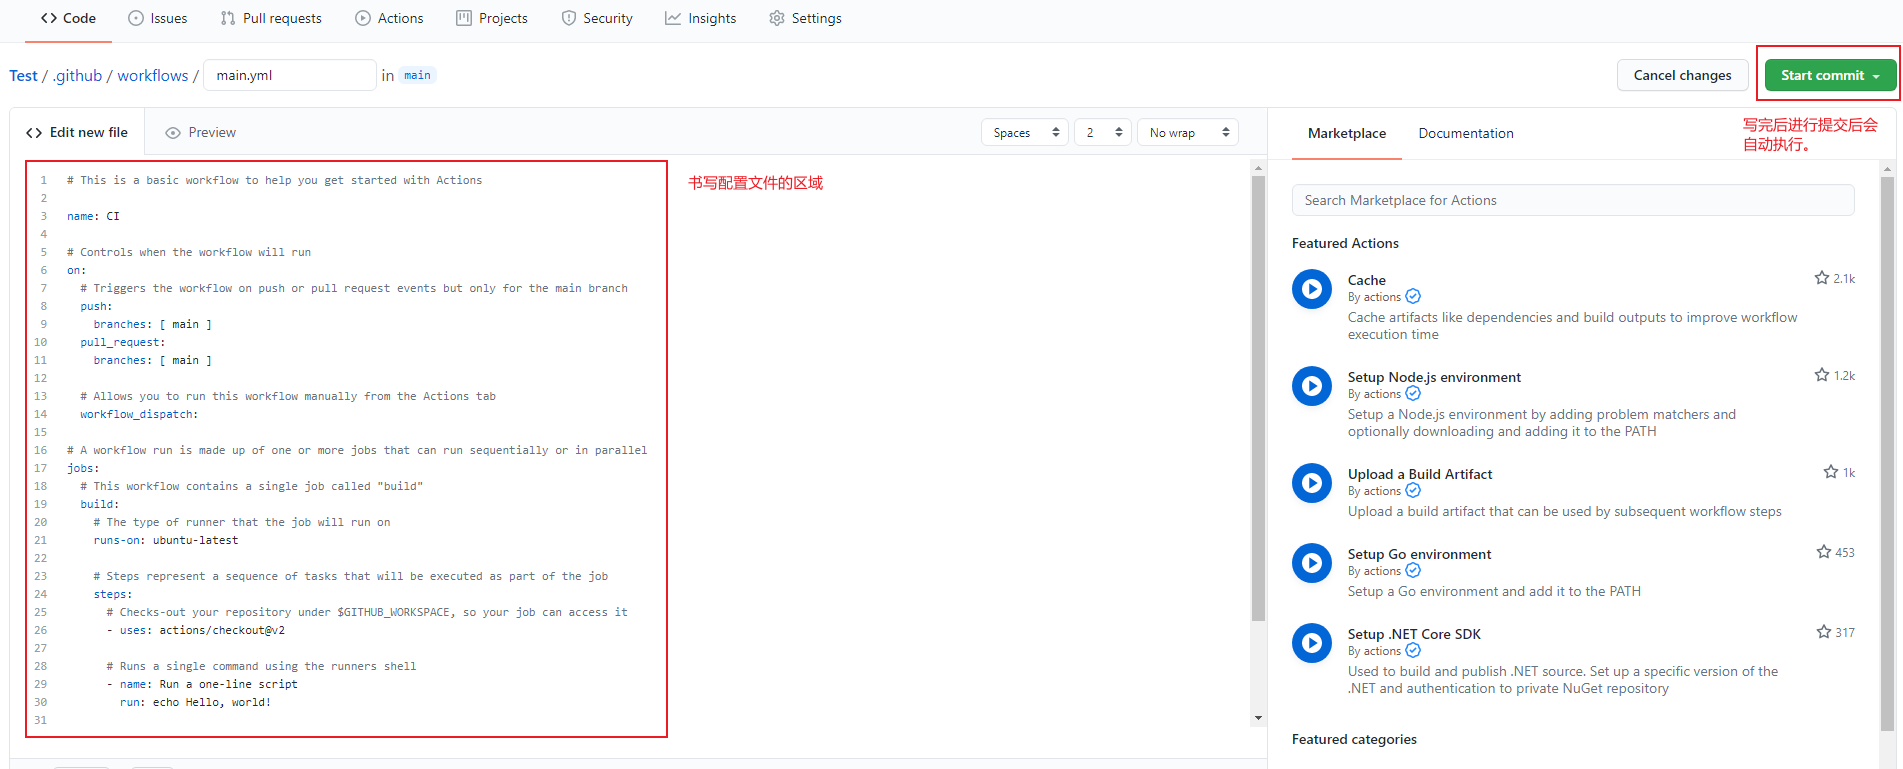 Code Issues Pull requests Actions Projects Security Insights Settings
Test / .github / workflows / main.yml in main
Cancel changes Start commit
Edit new file Preview
Spaces 2 No wrap
Marketplace Documentation
写完后进行提交后会
自动执行。
书写配置文件的区域
1 # This is a basic workflow to help you get started with Actions
2
3 name: CI
4
5 # Controls when the workflow will run
6 on:
7 # Triggers the workflow on push or pull request events but only for the main branch
8 push:
9 branches: [ main ]
10 pull_request:
11 branches: [ main ]
12
13 # Allows you to run this workflow manually from the Actions tab
14 workflow_dispatch:
15
16 # A workflow run is made up of one or more jobs that can run sequentially or in parallel
17 jobs:
18 # This workflow contains a single job called "build"
19 build:
20 # The type of runner that the job will run on
21 runs-on: ubuntu-latest
22
23 # Steps represent a sequence of tasks that will be executed as part of the job
24 steps:
25 # Checks-out your repository under $GITHUB_WORKSPACE, so your job can access it
26 - uses: actions/checkout@v2
27
28 # Runs a single command using the runners shell
29 - name: Run a one-line script
30 run: echo Hello, world!
31
Search Marketplace for Actions
Featured Actions
Cache 2.1k
By actions
Cache artifacts like dependencies and build outputs to improve workflow
execution time
Setup Node.js environment 1.2k
By actions
Setup a Node.js environment by adding problem matchers and
optionally downloading and adding it to the PATH
Upload a Build Artifact 1k
By actions
Upload a build artifact that can be used by subsequent workflow steps
Setup Go environment 453
By actions
Setup a Go environment and add it to the PATH
Setup .NET Core SDK 317
By actions
Used to build and publish .NET source. Set up a specific version of the
.NET and authentication to private NuGet repository
Featured categories